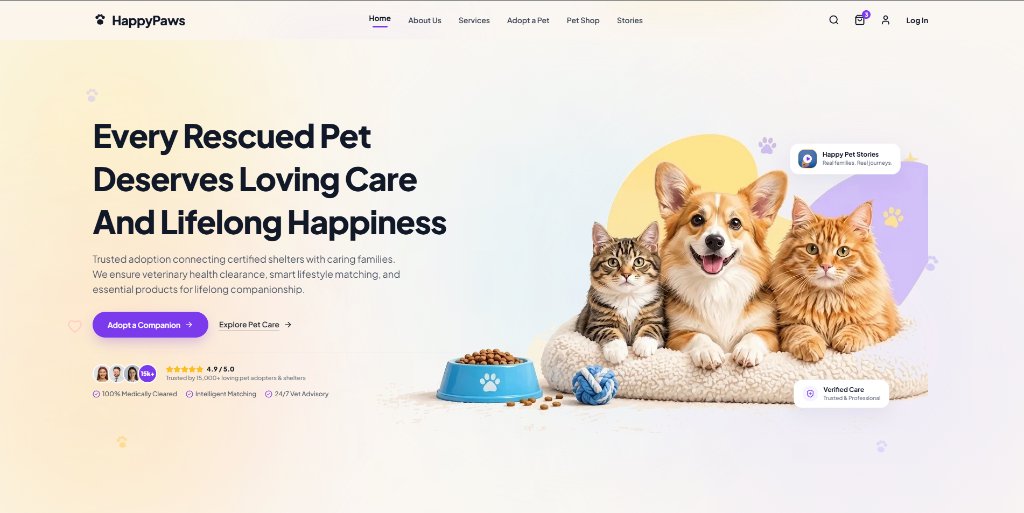 HappyPaws
Home
About Us
Services
Adopt a Pet
Pet Shop
Stories
3
Log In
Every Rescued Pet
Deserves Loving Care
And Lifelong Happiness
Trusted adoption connecting certified shelters with caring families.
We ensure veterinary health clearance, smart lifestyle matching, and
essential products for lifelong companionship.
Adopt a Companion →
Explore Pet Care →
15k+
4.9 / 5.0
Trusted by 15,000+ loving pet adopters & shelters
100% Medically Cleared
Intelligent Matching
24/7 Vet Advisory
Happy Pet Stories
Real families. Real journeys.
Verified Care
Trusted & Professional